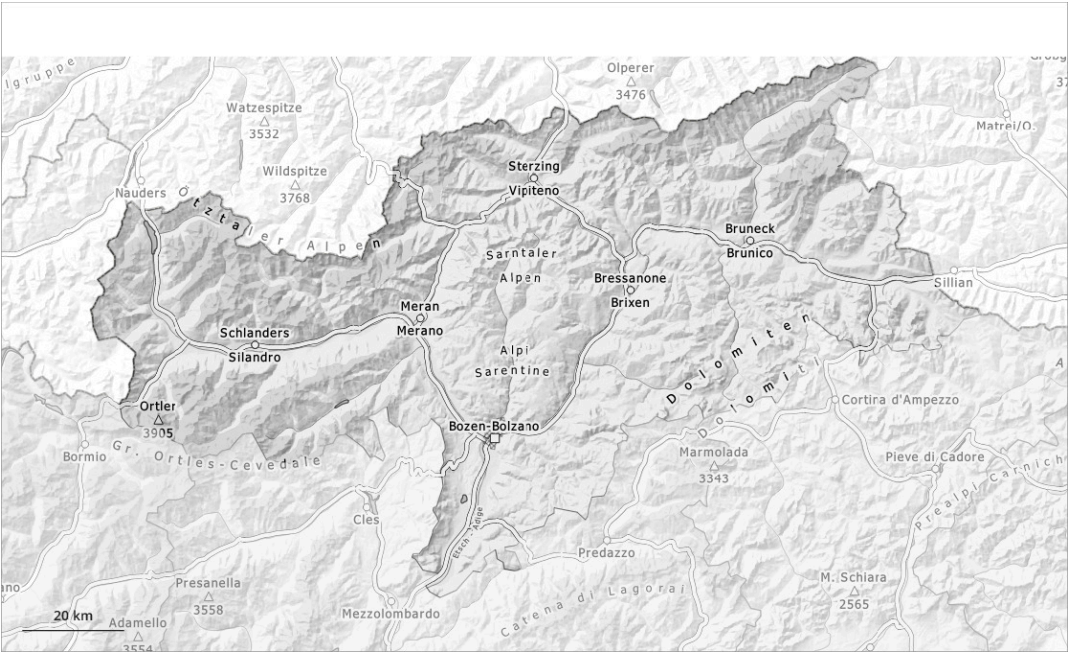 Olperer
3476
Watzespitze
3532
Matrei/O.
Sterzing
Vipiteno
Wildspitze
3768
Nauders
Ötztaler Alpen
Bruneck
Brunico
Sarntaler
Alpen
Bressanone
Brixen
Sillian
Meran
Merano
Schlanders
Silandro
Alpi
Sarentine
Dolomiten
Dolomiti
Ortler
3905
Cortina d'Ampezzo
Bozen-Bolzano
Gr. Ortles-Cevedale
Bormio
Marmolada
3343
Pieve di Cadore
Prealpi Carnich
Cles
Etsch - Adige
Predazzo
Presanella
3558
M. Schiara
2565
Catena di Lagorai
Mezzolombardo
20 km
Adamello
3554